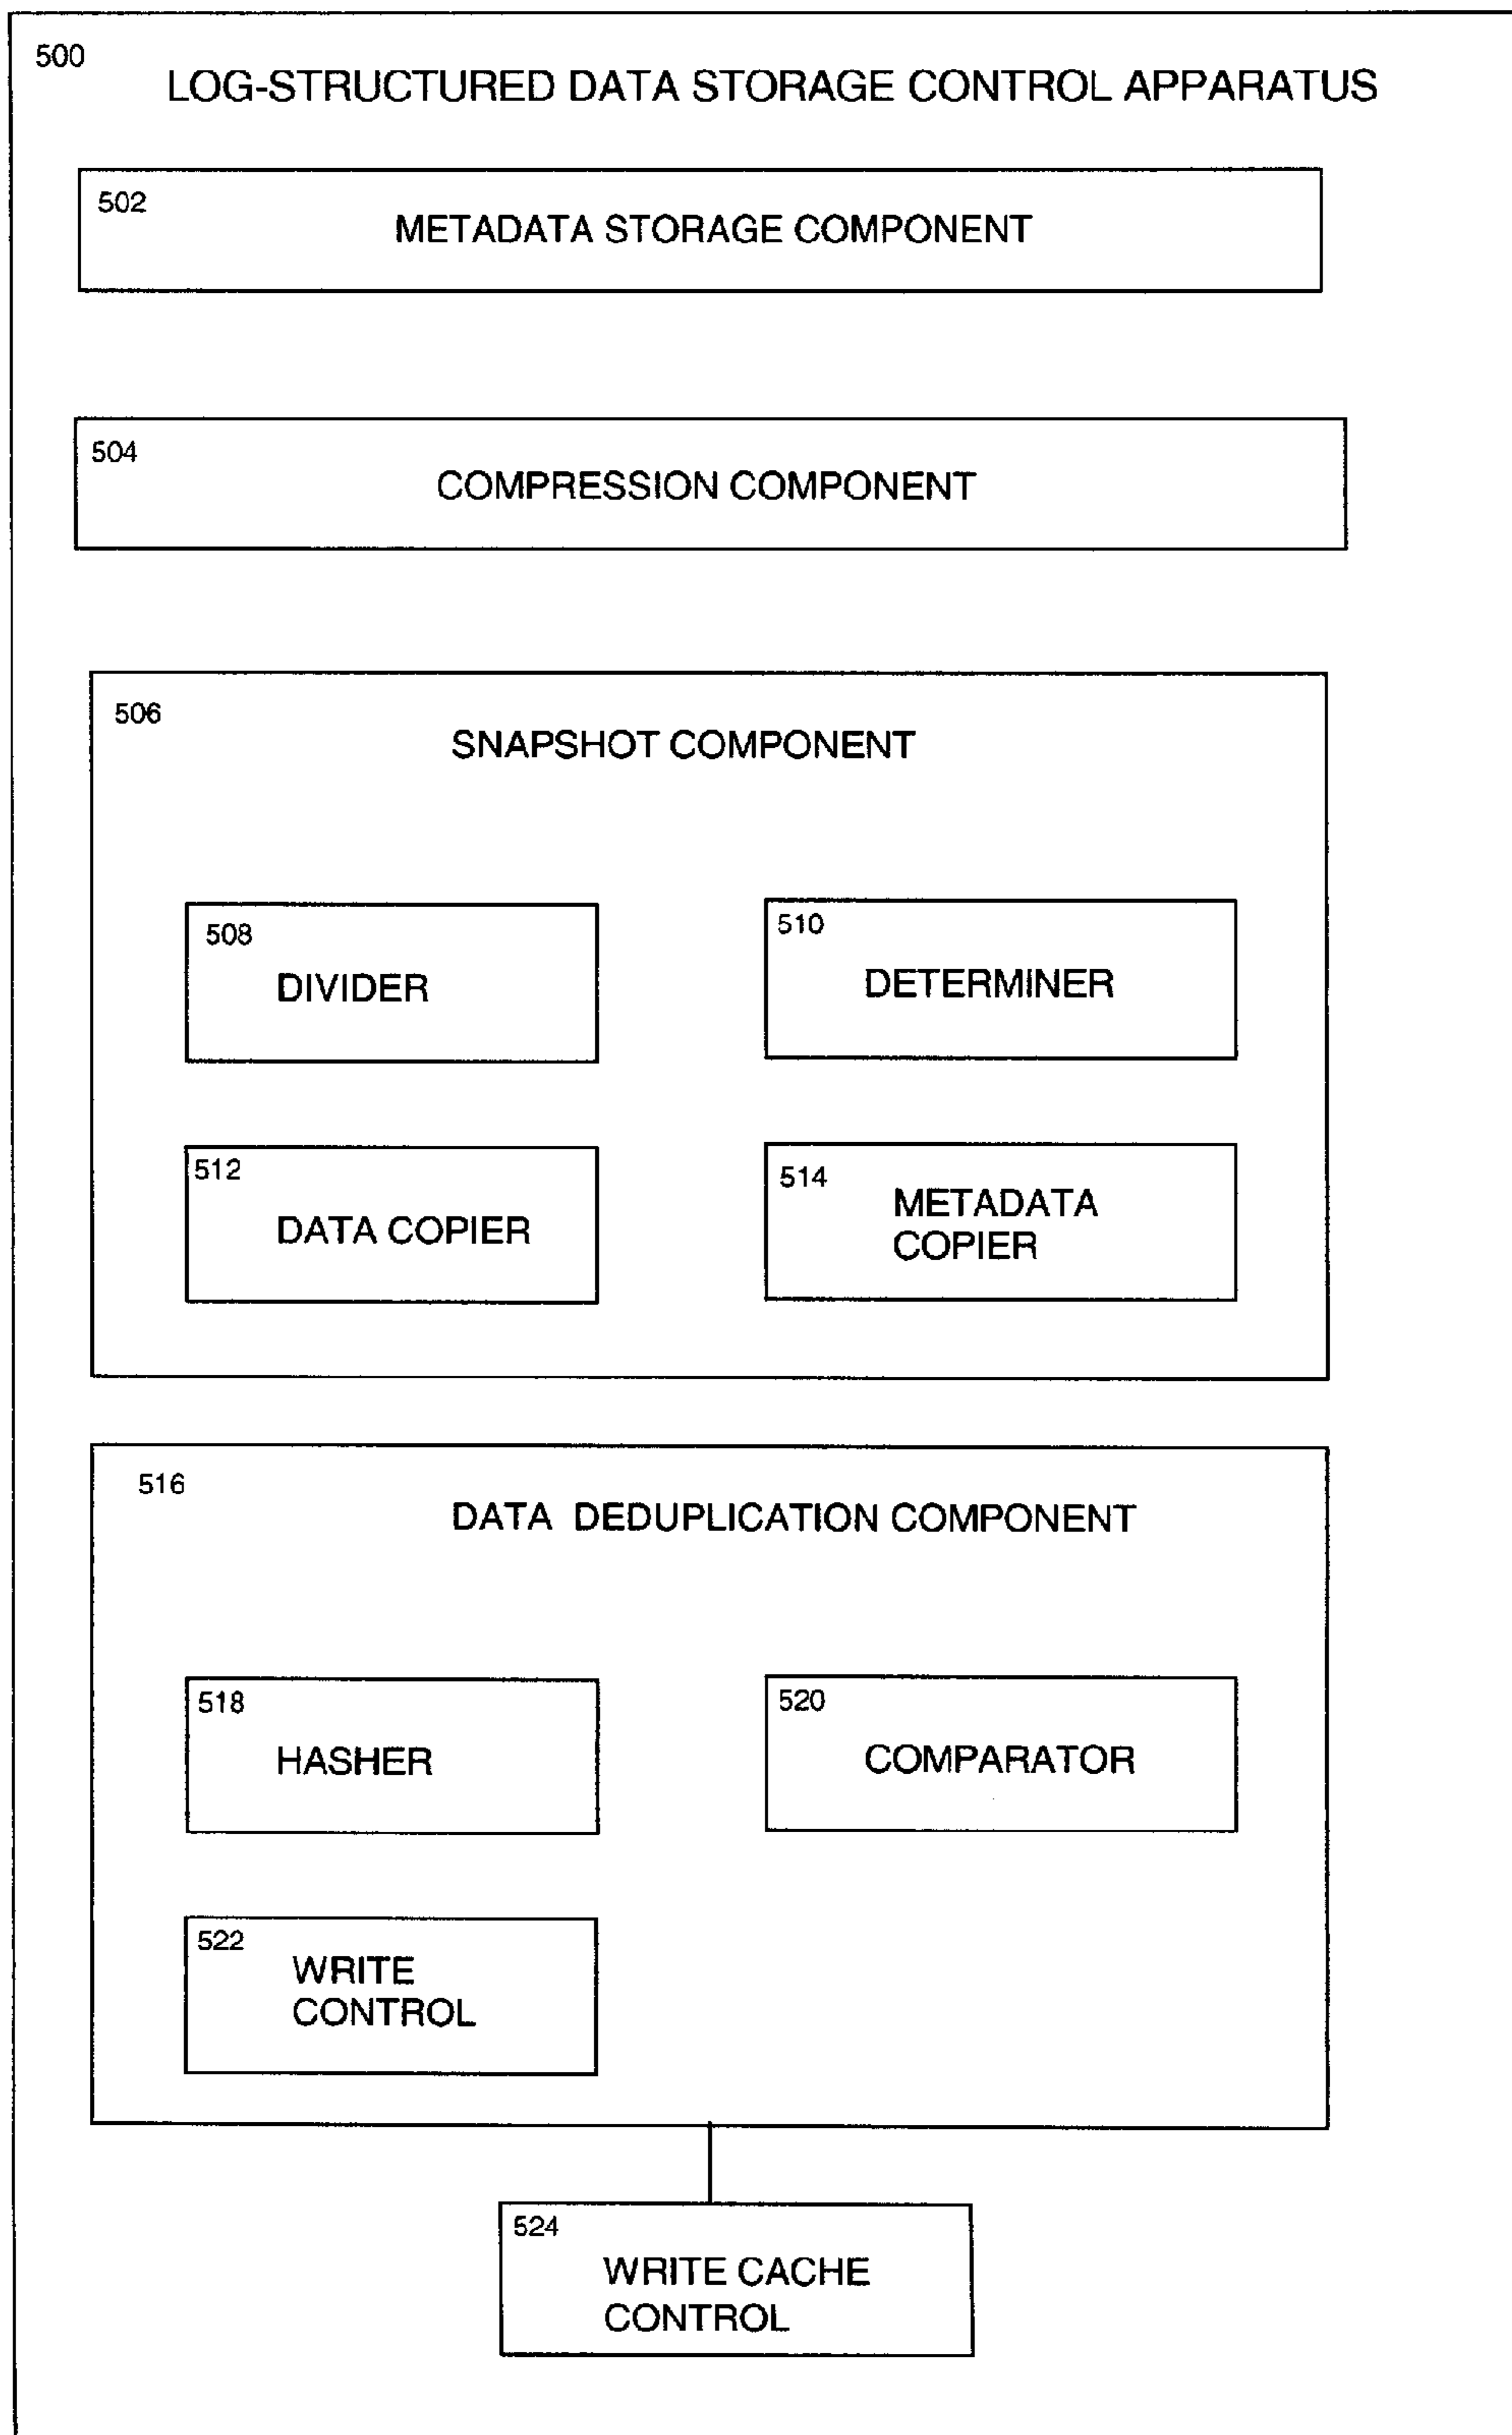 500
LOG-STRUCTURED DATA STORAGE CONTROL APPARATUS
502
METADATA STORAGE COMPONENT
504
COMPRESSION COMPONENT
506
SNAPSHOT COMPONENT
508
DIVIDER
510
DETERMINER
512
DATA COPIER
514
METADATA
COPIER
516
DATA DEDUPLICATION COMPONENT
518
HASHER
520
COMPARATOR
522
WRITE
CONTROL
524
WRITE CACHE
CONTROL